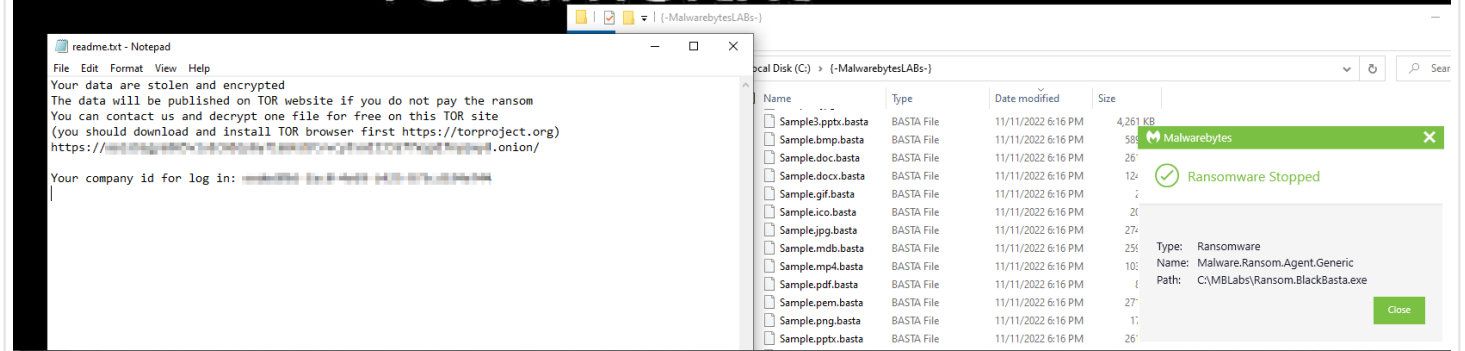 {-MalwarebytesLABs-}
readme.txt - Notepad
File Edit Format View Help
Your data are stolen and encrypted
The data will be published on TOR website if you do not pay the ransom
You can contact us and decrypt one file for free on this TOR site
(you should download and install TOR browser first https://torproject.org)
https:// .onion/
Your company id for log in:
ocal Disk (C:) > {-MalwarebytesLABs-}
Sear
Name Type Date modified Size
Sample3.pptx.basta BASTA File 11/11/2022 6:16 PM 4,261 KB
Sample.bmp.basta BASTA File 11/11/2022 6:16 PM
Sample.doc.basta BASTA File 11/11/2022 6:16 PM
Sample.docx.basta BASTA File 11/11/2022 6:16 PM
Sample.gif.basta BASTA File 11/11/2022 6:16 PM
Sample.ico.basta BASTA File 11/11/2022 6:16 PM
Sample.jpg.basta BASTA File 11/11/2022 6:16 PM
Sample.mdb.basta BASTA File 11/11/2022 6:16 PM
Sample.mp4.basta BASTA File 11/11/2022 6:16 PM
Sample.pdf.basta BASTA File 11/11/2022 6:16 PM
Sample.pem.basta BASTA File 11/11/2022 6:16 PM
Sample.png.basta BASTA File 11/11/2022 6:16 PM
Sample.pptx.basta BASTA File 11/11/2022 6:16 PM
Malwarebytes
Ransomware Stopped
Type: Ransomware
Name: Malware.Ransom.Agent.Generic
Path: C:\MBLabs\Ransom.BlackBasta.exe
Close